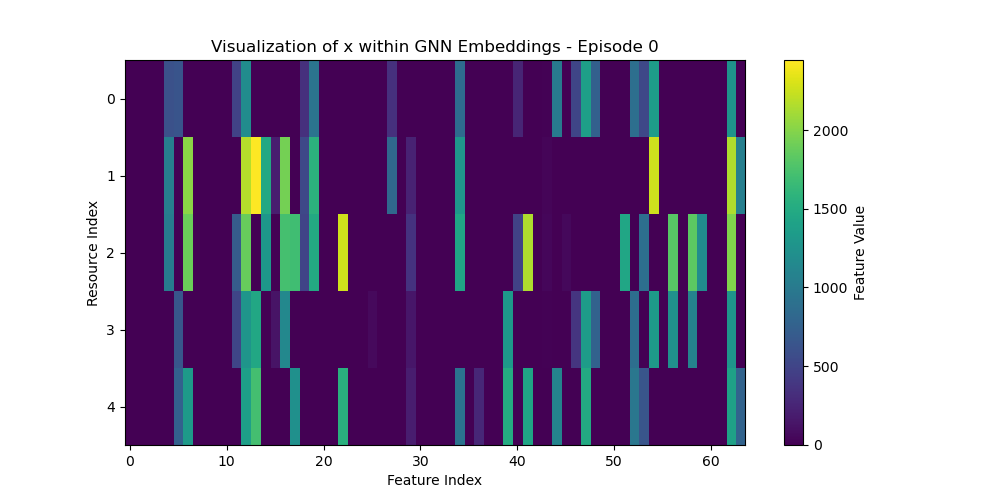 Visualization of x within GNN Embeddings - Episode 0
0
1
2
3
4
Resource Index
0 10 20 30 40 50 60
Feature Index
2000
1500
1000
500
0
Feature Value